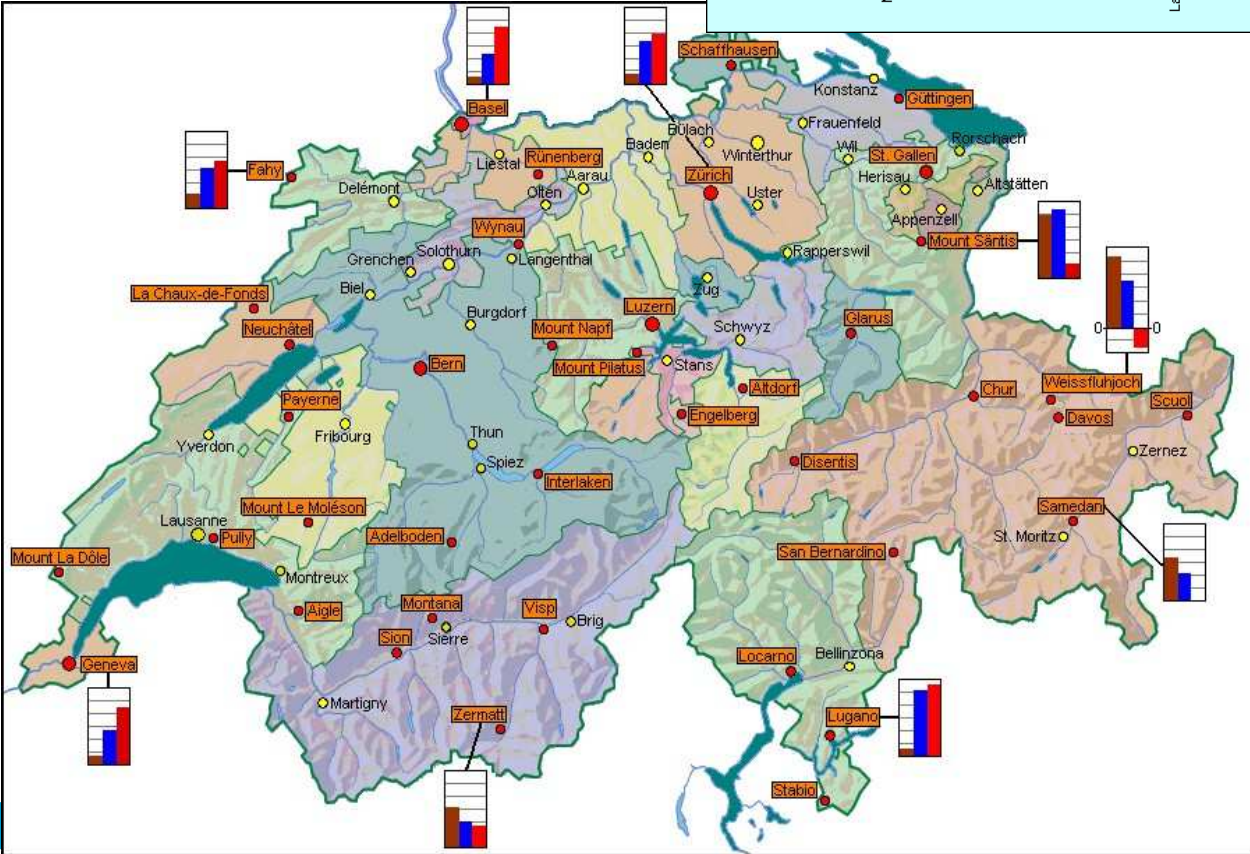 La
Schaffhausen
Konstanz
Güttingen
Basel
Frauenfeld
Bülach
Rorschach
Baden
Winterthur
Wil
St. Gallen
Liestal
Rünenberg
Fahy
Zürich
Herisau
Altstätten
Aarau
Delémont
Olten
Uster
Appenzell
Wynau
Mount Säntis
Solothurn
Rapperswil
Grenchen
Langenthal
Biel
Zug
La Chaux-de-Fonds
Luzern
Burgdorf
Glarus
Neuchâtel
Mount Napf
Schwyz
0 0
Bern
Mount Pilatus
Stans
Altdorf
Chur
Weissfluhjoch
Payerne
Engelberg
Davos
Scuol
Yverdon
Fribourg
Thun
Zernez
Spiez
Disentis
Interlaken
Mount Le Moléson
Samedan
Lausanne
Pully
Adelboden
St. Moritz
San Bernardino
Mount La Dôle
Montreux
Aigle
Montana
Visp
Brig
Sion
Sierre
Bellinzona
Geneva
Locarno
Martigny
Zermatt
Lugano
Stabio